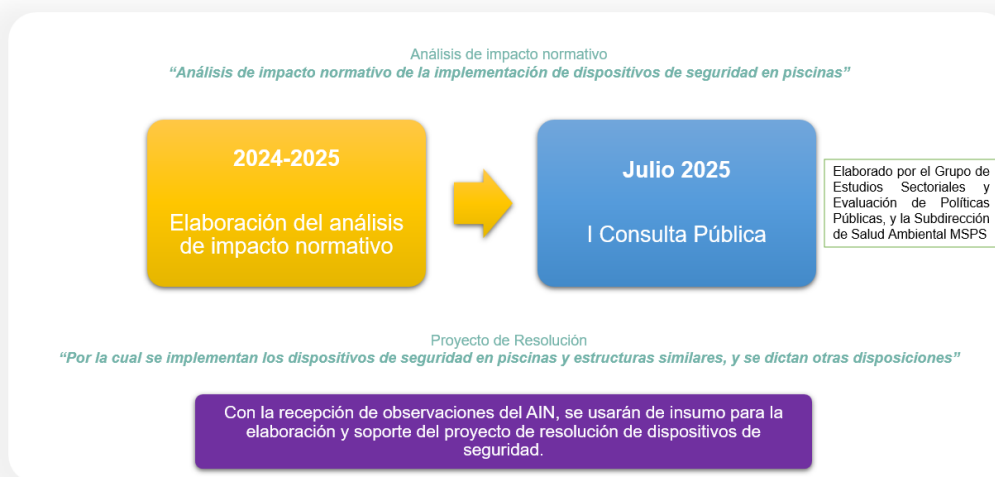 Análisis de impacto normativo
“Análisis de impacto normativo de la implementación de dispositivos de seguridad en piscinas”
2024-2025
Elaboración del análisis
de impacto normativo
Julio 2025
I Consulta Pública
Elaborado por el Grupo de
Estudios Sectoriales y
Evaluación de Políticas
Públicas, y la Subdirección
de Salud Ambiental MSPS
Proyecto de Resolución
“Por la cual se implementan los dispositivos de seguridad en piscinas y estructuras similares, y se dictan otras disposiciones”
Con la recepción de observaciones del AIN, se usarán de insumo para la
elaboración y soporte del proyecto de resolución de dispositivos de
seguridad.